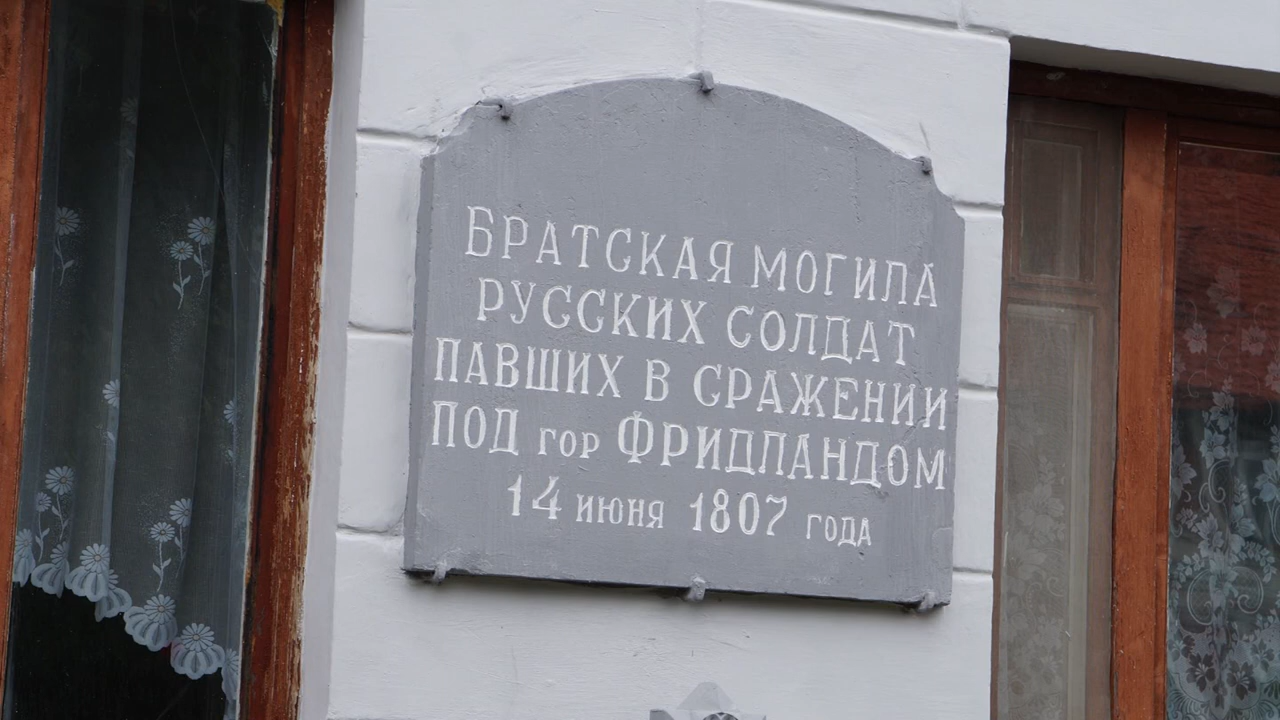 БРАТСКАЯ МОГИЛА
РУССКИХ СОЛДАТ
ПАВШИХ В СРАЖЕНИИ
ПОД ГОР ФРИДЛАНДОМ
14 ИЮНЯ 1807 ГОДА